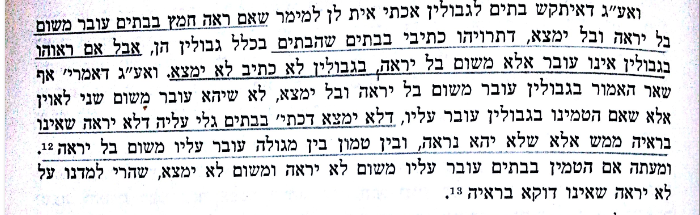 ואע״ג דאיתקש בתים לגבולין אכתי אית לן למימר שאם ראה חמץ בבתים עובר משום
בל יראה ובל ימצא, דתרויהו כתיבי בבתים שהבתים בכלל גבולין הן, אבל אם ראוהו
בגבולין אינו עובר אלא משום בל יראה, בגבולין לא כתיב לא ימצא. ואע״ג דאמרי׳ אף
שאר האמור בגבולין עובר משום בל יראה ובל ימצא, לא שיהא עובר משום שני לאוין
אלא שאם הטמינו בגבולין עובר עליו, דלא ימצא דכתי׳ בבתים גלי עליה דלא יראה שאינו
בראיה ממש אלא שלא יהא נראה, ובין טמון בין מגולה עובר עליו משום בל יראה12.
ומעתה אם הטמין בבתים עובר עליו משום לא יראה ומשום לא ימצא, שהרי למדנו על
לא יראה שאינו דוקא בראיה13.